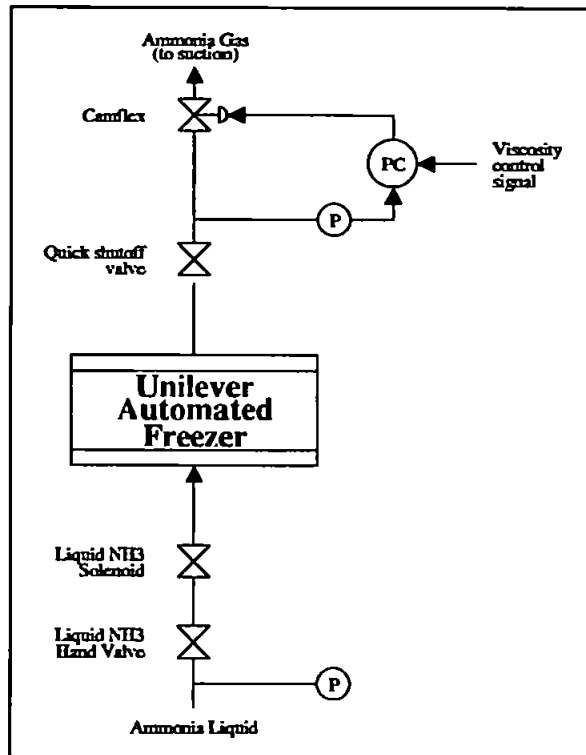 Ammonia Gas
(to suction)
Camflex
PC
Viscosity
control
signal
P
Quick shutoff
valve
Unilever
Automated
Freezer
Liquid NH3
Solenoid
Liquid NH3
Hand Valve
P
Ammonia Liquid